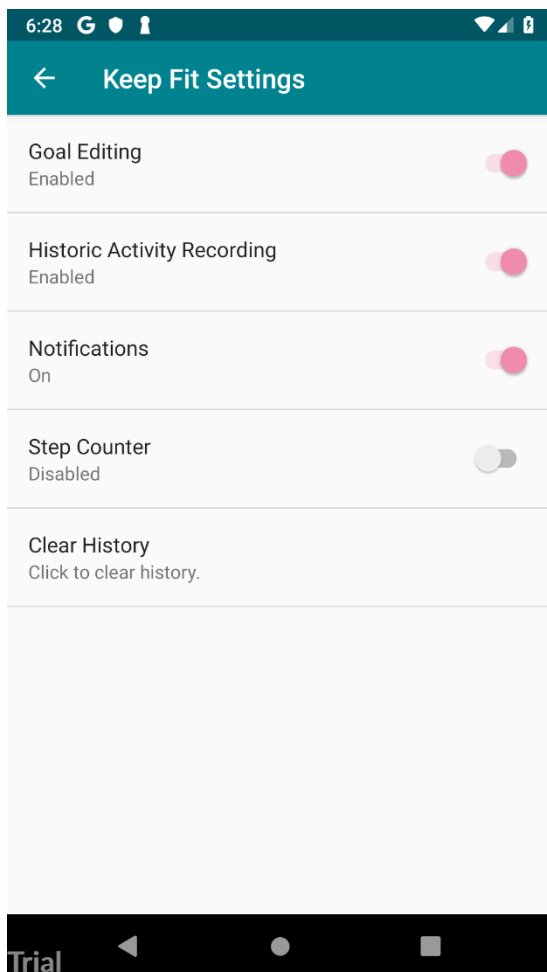 6:28 G
Keep Fit Settings
Goal Editing
Enabled
Historic Activity Recording
Enabled
Notifications
On
Step Counter
Disabled
Clear History
Click to clear history.
Trial